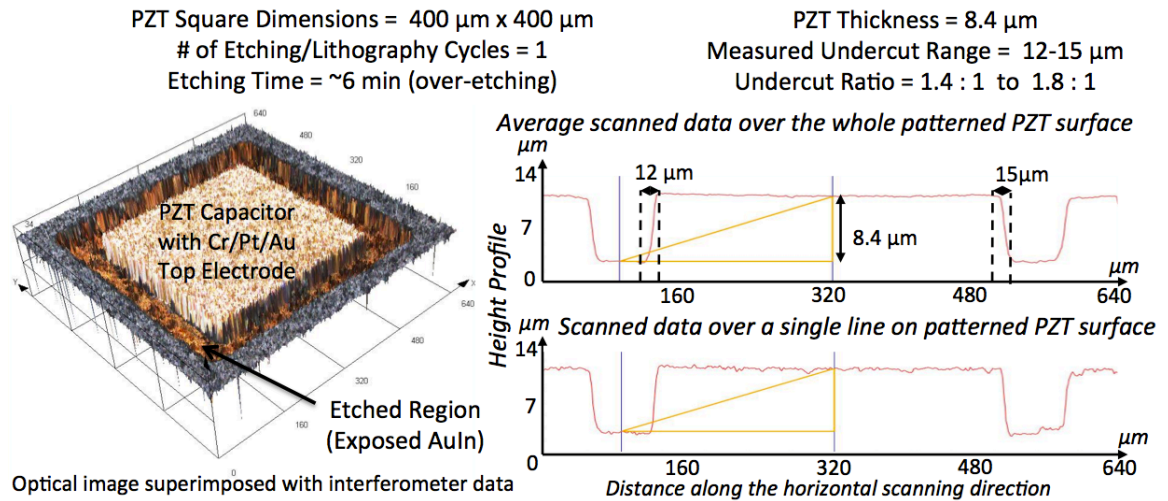 PZT Square Dimensions = 400 µm x 400 µm
# of Etching/Lithography Cycles = 1
Etching Time = ~6 min (over-etching)
PZT Thickness = 8.4 µm
Measured Undercut Range = 12-15 µm
Undercut Ratio = 1.4 : 1 to 1.8 : 1
640
480
320
160
34
PZT Capacitor
with Cr/Pt/Au
Top Electrode
Y
X
640
480
320
160
0
Etched Region
(Exposed AuIn)
Optical image superimposed with interferometer data
Average scanned data over the whole patterned PZT surface
µm
14
7
0
12 µm
15µm
8.4 µm
µm
160
320
480
640
Height Profile
Scanned data over a single line on patterned PZT surface
µm
14
7
0
µm
160
320
480
640
Distance along the horizontal scanning direction